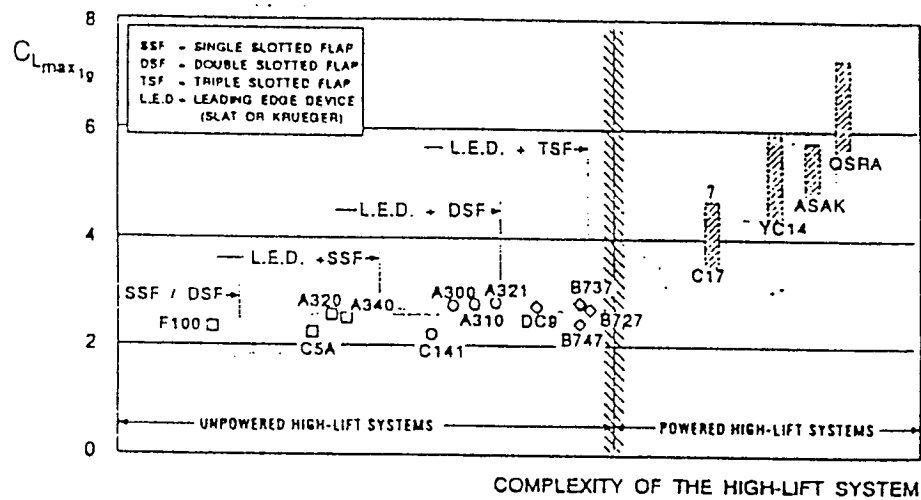 8
C_Lmax_1g
SSF - SINGLE SLOTTED FLAP
DSF - DOUBLE SLOTTED FLAP
TSF - TRIPLE SLOTTED FLAP
L.E.D - LEADING EDGE DEVICE
(SLAT OR KRUEGER)
6
L.E.D. + TSF
QSRA
ASAK
YC14
L.E.D. + DSF
?
4
L.E.D. +SSF
C17
SSF / DSF
A320
A340
A300
A321
B737
F100
A310
DC9
B727
C5A
C141
B747
2
UNPOWERED HIGH-LIFT SYSTEMS
POWERED HIGH-LIFT SYSTEMS
0
COMPLEXITY OF THE HIGH-LIFT SYSTEM